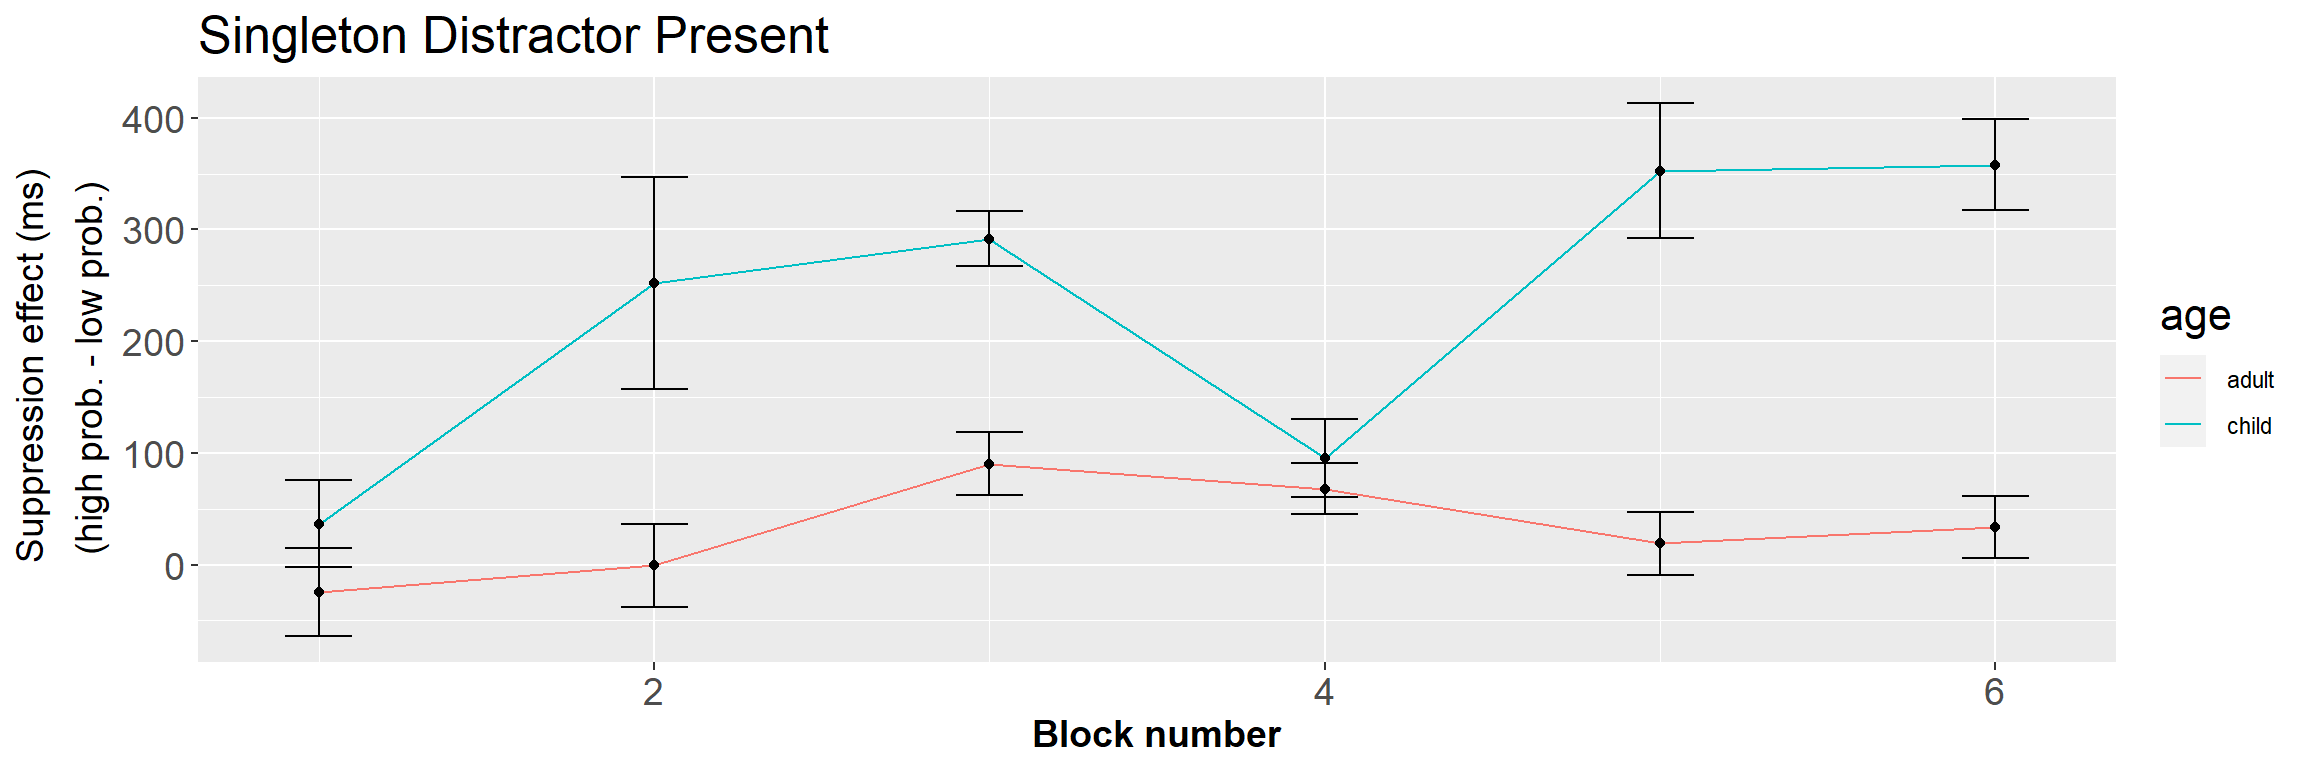 Singleton Distractor Present
Suppression effect (ms)
(high prob. - low prob.)
400
300
200
100
0
2
4
6
Block number
age
adult
child